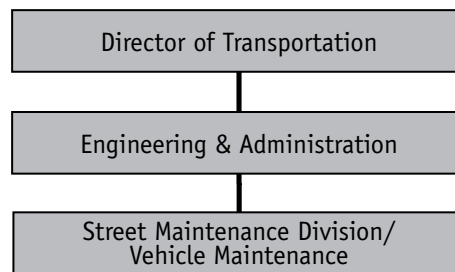 Director of Transportation
Engineering & Administration
Street Maintenance Division/
Vehicle Maintenance